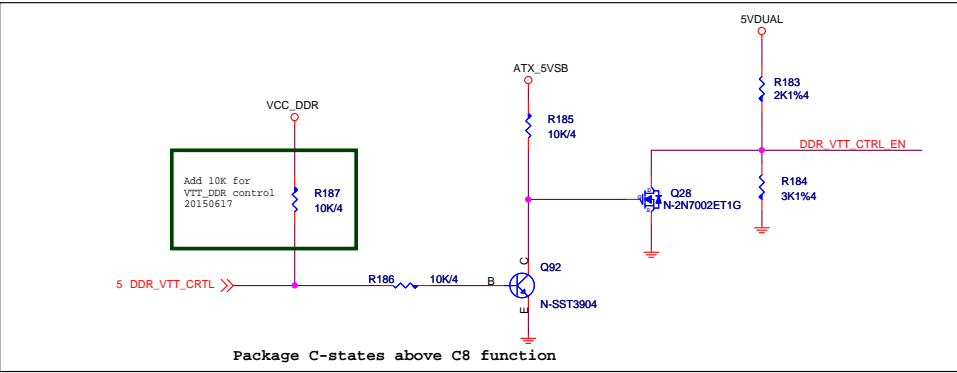 5VDUAL
ATX_5VSB
R183
2K1%4
VCC_DDR
R185
10K/4
DDR_VTT_CTRL_EN
Add 10K for
VTT_DDR control
20150617
R187
10K/4
R184
3K1%4
Q28
N-2N7002ET1G
C
Q92
5 DDR_VTT_CRTL
R186 10K/4
B
N-SST3904
E
Package C-states above C8 function